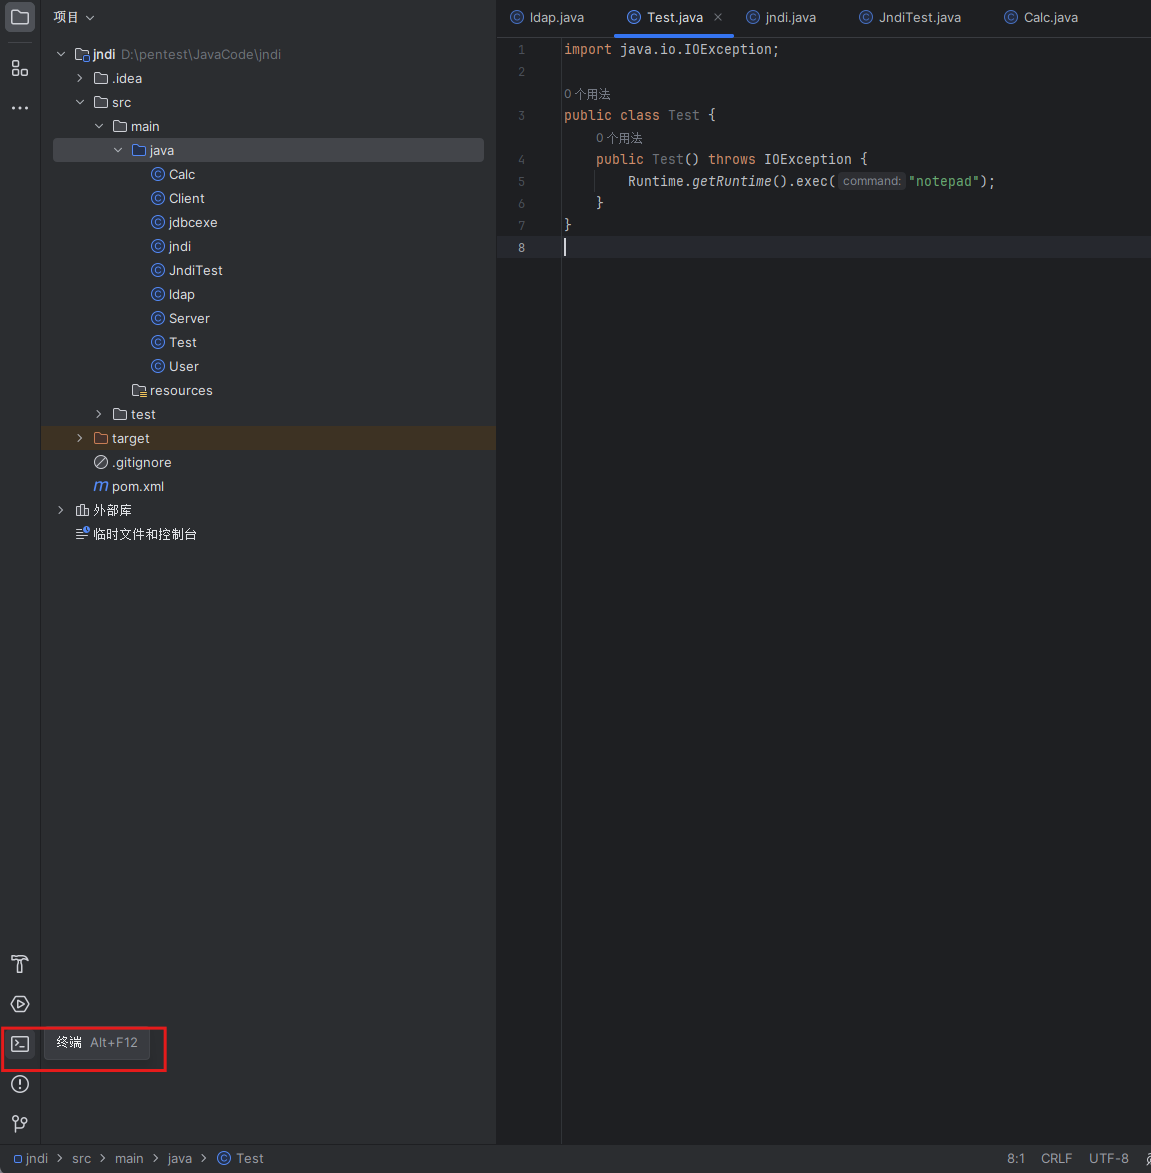 项目
jndi D:\pentest\JavaCode\jndi
.idea
src
main
java
Calc
Client
jdbcexe
jndi
JndiTest
ldap
Server
Test
User
resources
test
target
.gitignore
pom.xml
外部库
临时文件和控制台
终端 Alt+F12
ldap.java Test.java jndi.java JndiTest.java Calc.java
1 import java.io.IOException;
2
0 个用法
3 public class Test {
0 个用法
4 public Test() throws IOException {
5 Runtime.getRuntime().exec( command: "notepad");
6 }
7 }
8
jndi src main java Test 8:1 CRLF UTF-8